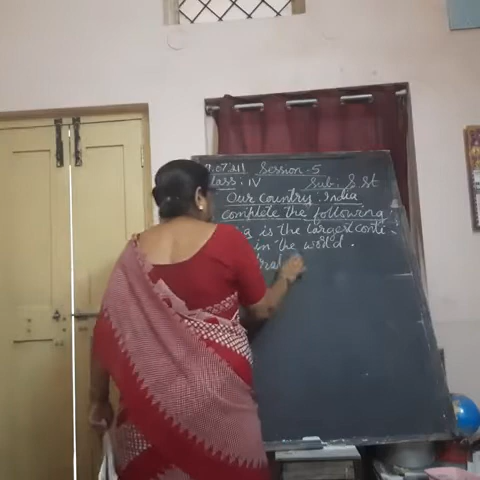 Session-5
class: IV Sub: S.St
Our country: India
complete the following:
is the largest conti-
in the world.